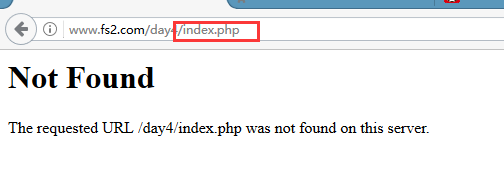 www.fs2.com/day4/index.php
Not Found
The requested URL /day4/index.php was not found on this server.